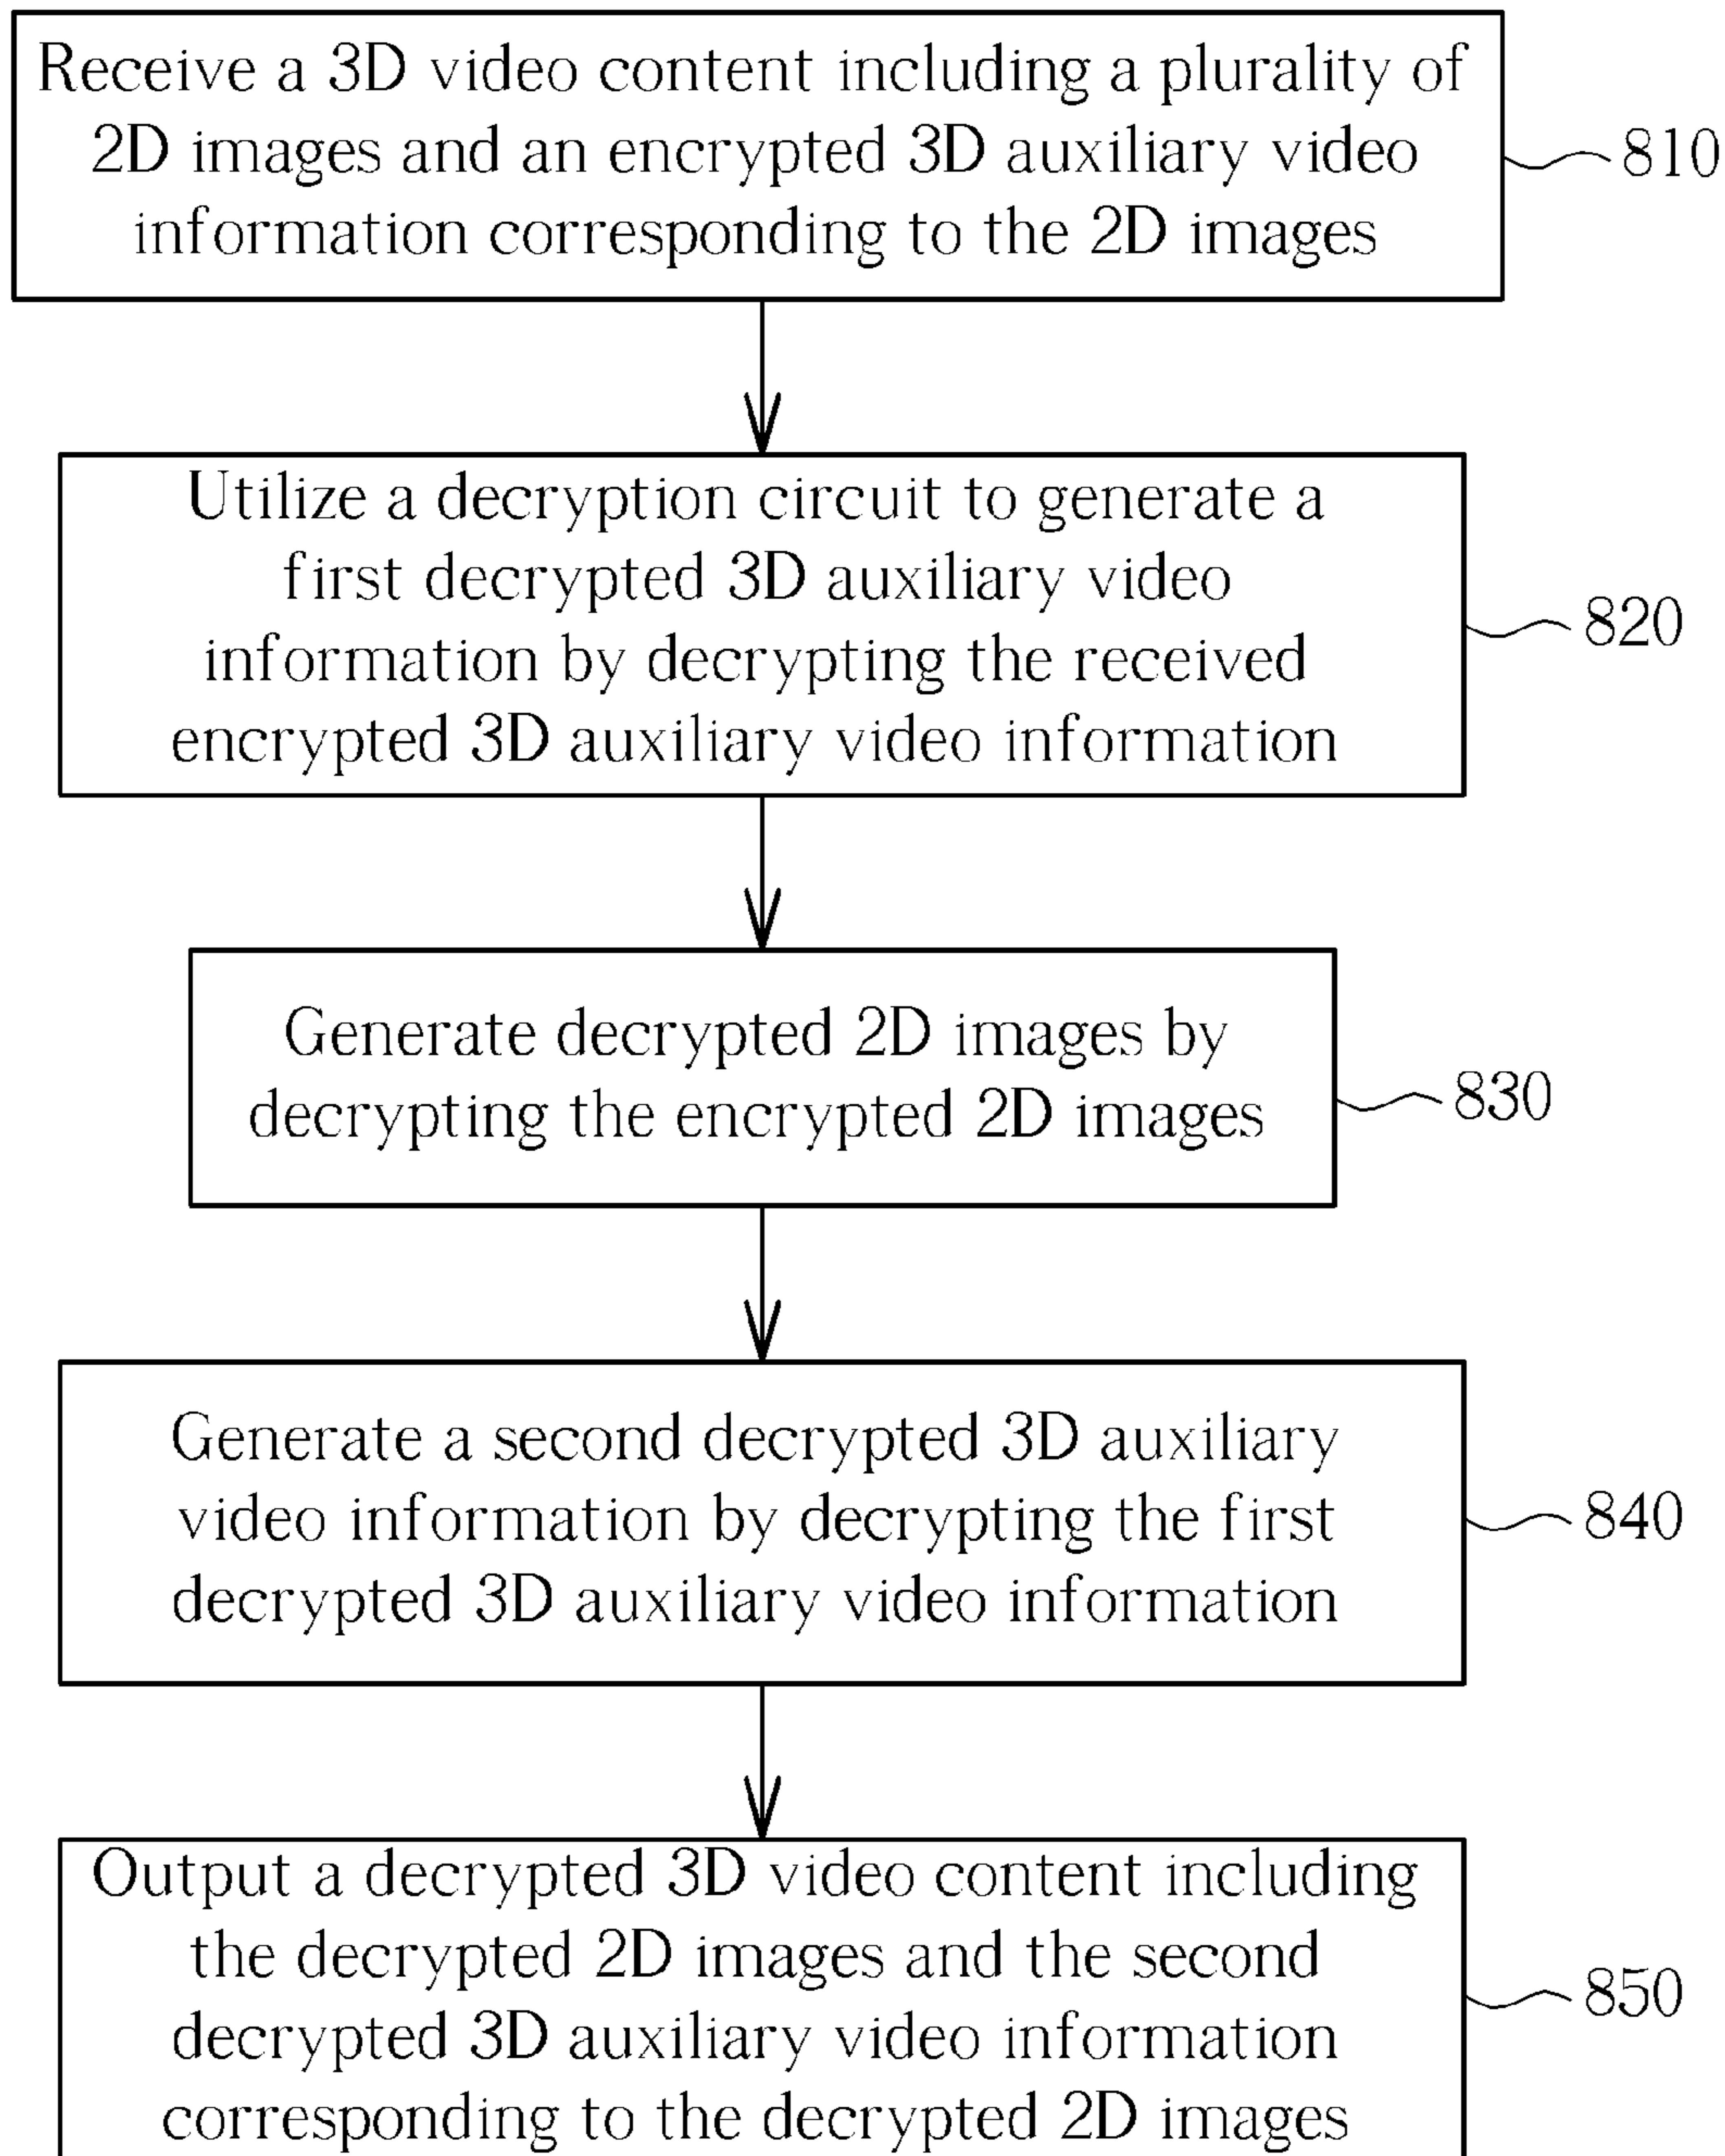 Receive a 3D video content including a plurality of
2D images and an encrypted 3D auxiliary video
information corresponding to the 2D images
810
Utilize a decryption circuit to generate a
first decrypted 3D auxiliary video
information by decrypting the received
encrypted 3D auxiliary video information
820
Generate decrypted 2D images by
decrypting the encrypted 2D images
830
Generate a second decrypted 3D auxiliary
video information by decrypting the first
decrypted 3D auxiliary video information
840
Output a decrypted 3D video content including
the decrypted 2D images and the second
decrypted 3D auxiliary video information
corresponding to the decrypted 2D images
850